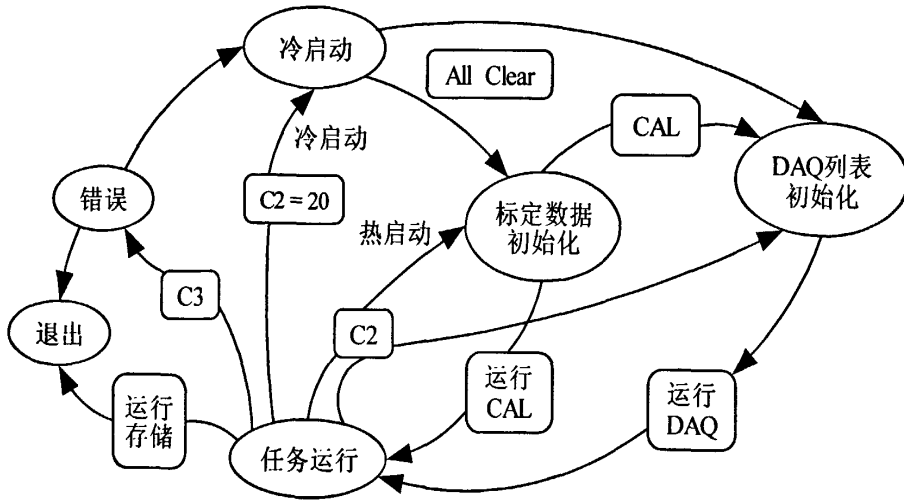 冷启动
All Clear
CAL
冷启动
DAQ列表
初始化
错误
C2 = 20
标定数据
初始化
热启动
C3
C2
退出
运行
CAL
运行
DAQ
运行
存储
任务运行